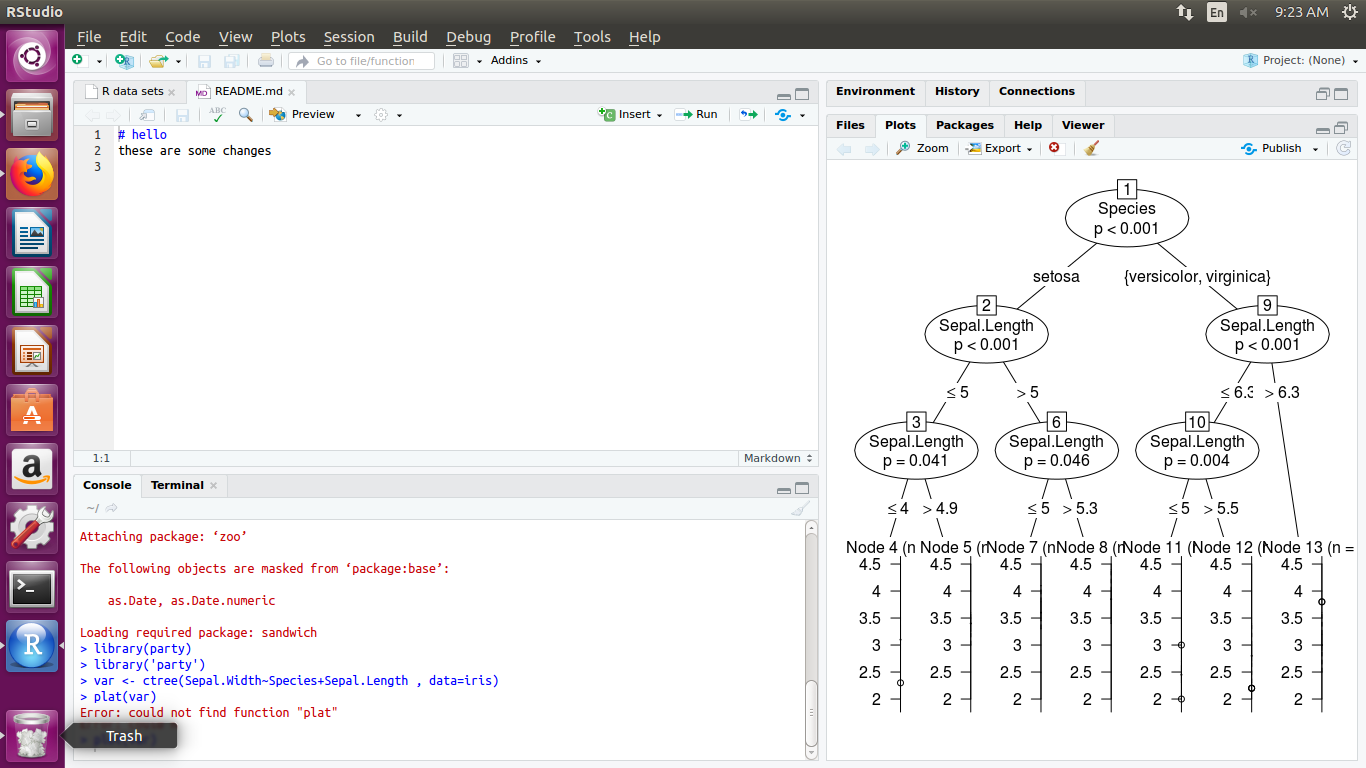 RStudio
En
9:23 AM
File Edit Code View Plots Session Build Debug Profile Tools Help
Go to file/function
Addins
Project: (None)
R data sets
README.md
Preview
Insert
Run
1 # hello
2 these are some changes
3
1:1
Markdown
Console Terminal
~/
Attaching package: ‘zoo’
The following objects are masked from ‘package:base’:
as.Date, as.Date.numeric
Loading required package: sandwich
> library(party)
> library('party')
> var <- ctree(Sepal.Width~Species+Sepal.Length , data=iris)
> plat(var)
Error: could not find function "plat"
Trash
Environment History Connections
Files Plots Packages Help Viewer
Zoom Export Publish
1
Species
p < 0.001
setosa {versicolor, virginica}
2 9
Sepal.Length Sepal.Length
p < 0.001 p < 0.001
≤ 5 > 5 ≤ 6.3 > 6.3
3 6 10
Sepal.Length Sepal.Length Sepal.Length
p = 0.041 p = 0.046 p = 0.004
≤ 4 > 4.9 ≤ 5 > 5.3 ≤ 5 > 5.5
Node 4 (n Node 5 (n Node 7 (n Node 8 (n Node 11 ( Node 12 ( Node 13 (n =
4.5 4.5 4.5 4.5 4.5 4.5 4.5
4 4 4 4 4 4 4
3.5 3.5 3.5 3.5 3.5 3.5 3.5
3 3 3 3 3 3 3
2.5 2.5 2.5 2.5 2.5 2.5 2.5
2 2 2 2 2 2 2